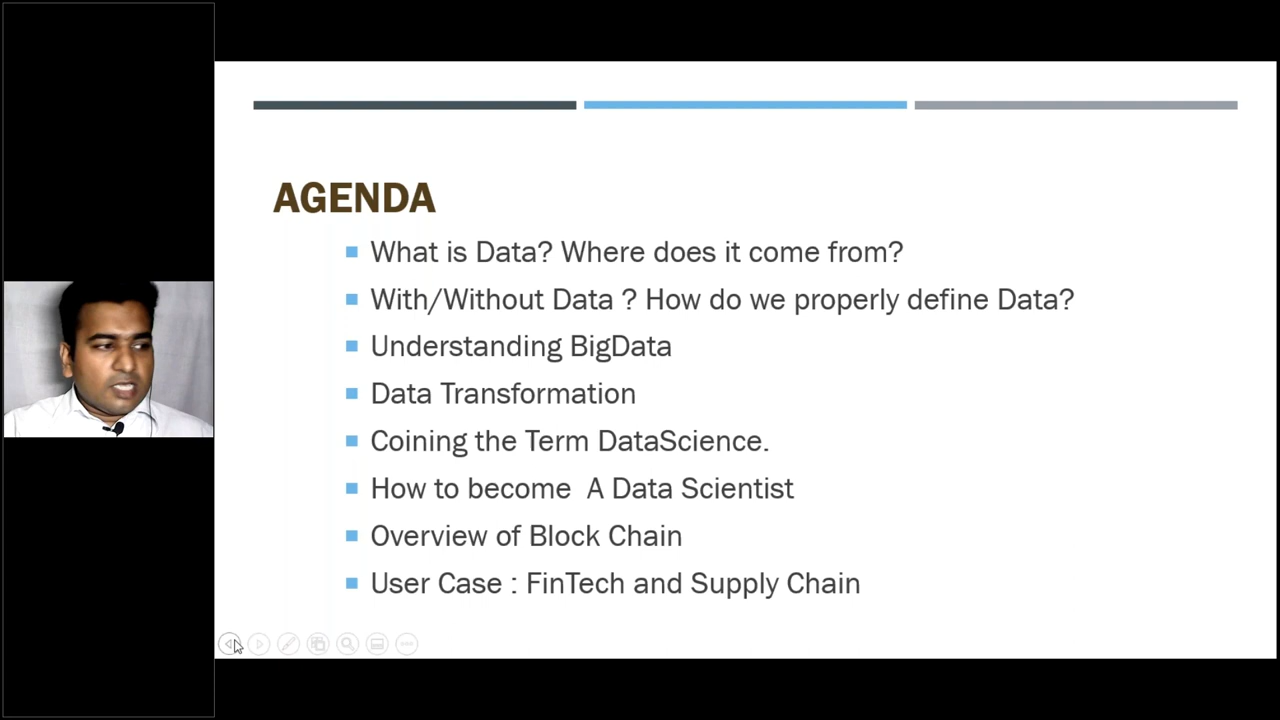 AGENDA
What is Data? Where does it come from?
With/Without Data ? How do we properly define Data?
Understanding BigData
Data Transformation
Coining the Term DataScience.
How to become  A Data Scientist
Overview of Block Chain
User Case : FinTech and Supply Chain